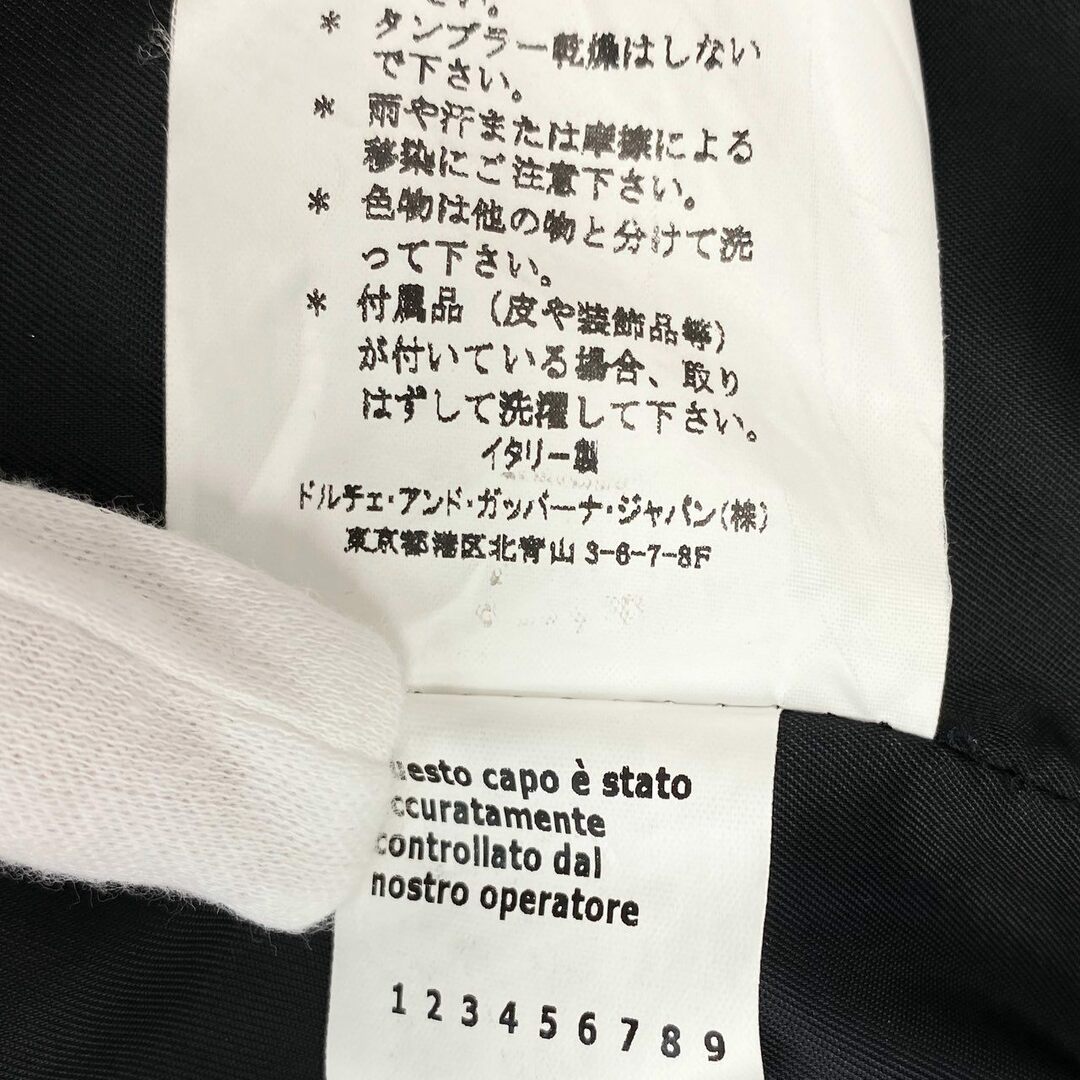 * タンブラー乾燥はしない
で下さい。
* 雨や汗または摩擦による
移染にご注意下さい。
* 色物は他の物と分けて洗
って下さい。
* 付属品（皮や装飾品等）
が付いている場合、取り
はずして洗濯して下さい。
イタリー製
ドルチェ・アンド・ガッバーナ・ジャパン(株)
東京都港区北青山 3-6-7-8F
capo è stato
controllato dal
nostro operatore
1 2 3 4 5 6 7 8 9